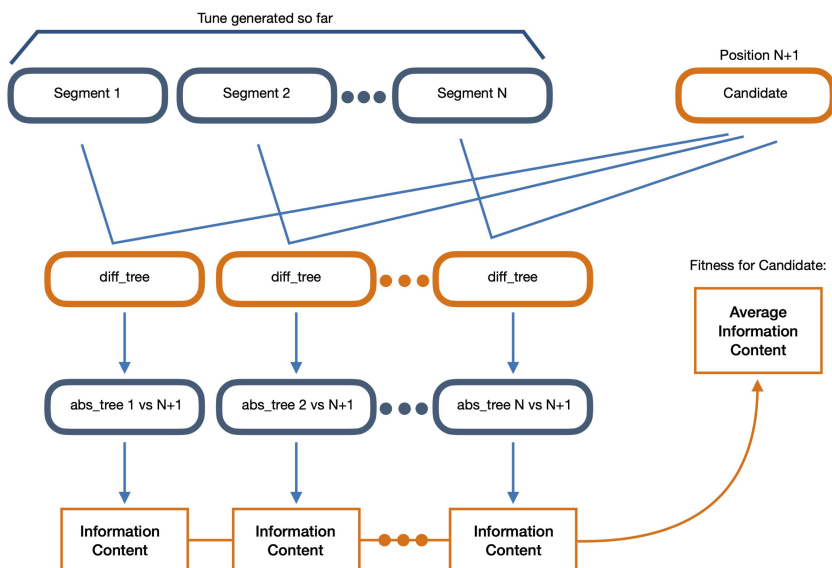 Tune generated so far
Position N+1
Segment 1
Segment 2
Segment N
Candidate
diff_tree
diff_tree
diff_tree
Fitness for Candidate:
Average
Information
Content
abs_tree 1 vs N+1
abs_tree 2 vs N+1
abs_tree N vs N+1
Information
Content
Information
Content
Information
Content